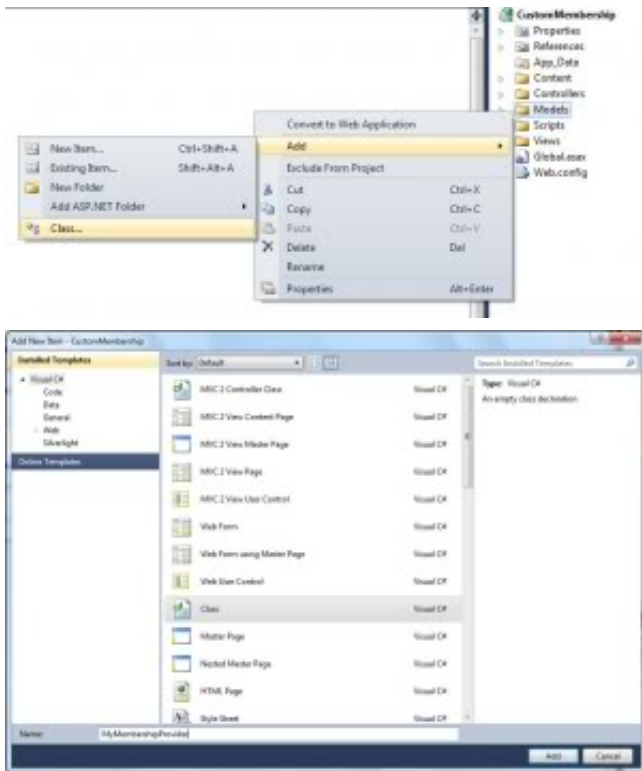 CustomMembership
Properties
References
App_Data
Content
Controllers
Models
Scripts
Views
Global.asax
Web.config
Convert to Web Application
Add
Exclude From Project
Cut Ctrl+X
Copy Ctrl+C
Paste Ctrl+V
Delete Del
Rename
Properties Alt+Enter
New Item... Ctrl+Shift+A
Existing Item... Shift+Alt+A
New Folder
Add ASP.NET Folder
Class...
Add New Item - CustomMembership
Installed Templates
Sort by: Default
Search Installed Templates
Visual C#
Code
Data
General
Web
Silverlight
Online Templates
MVC 2 Controller Class Visual C#
MVC 2 View Content Page Visual C#
MVC 2 View Master Page Visual C#
MVC 2 View Page Visual C#
MVC 2 View User Control Visual C#
Web Form Visual C#
Web Form using Master Page Visual C#
Web User Control Visual C#
Class Visual C#
Master Page Visual C#
Nested Master Page Visual C#
HTML Page Visual C#
Style Sheet Visual C#
Type: Visual C#
An empty class declaration
Name: MyMembershipProvider
Add Cancel